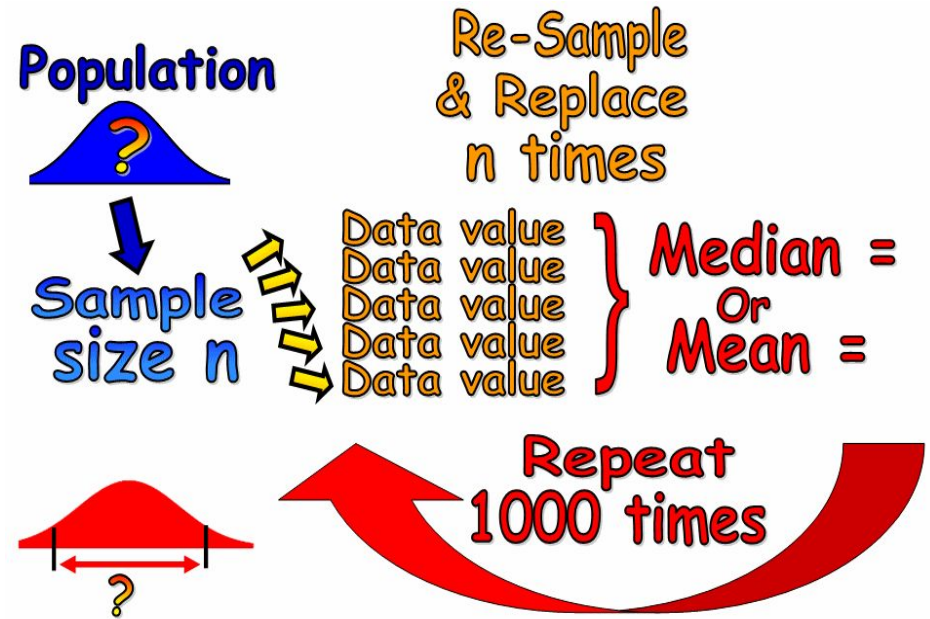 Population
?
Sample
size n
Re-Sample
& Replace
n times
Data value
Data value
Data value
Data value
Data value
Median =
Or
Mean =
Repeat
1000 times
?